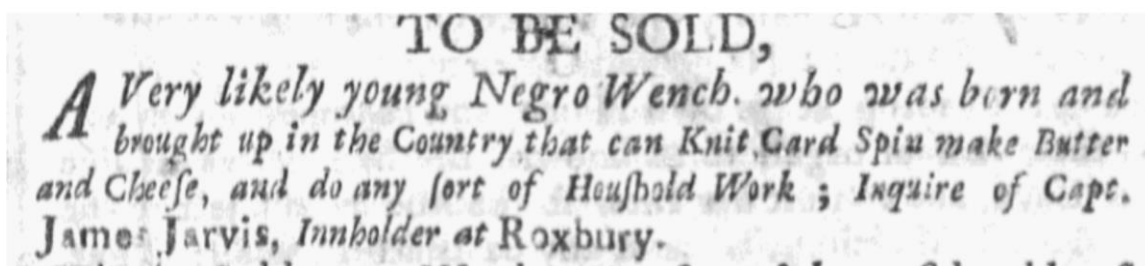 TO BE SOLD,
A Very likely young Negro Wench. who was born and
brought up in the Country that can Knit Card Spin make Butter
and Cheeſe, and do any ſort of Houſhold Work ; Inquire of Capt.
James Jarvis, Innholder at Roxbury.